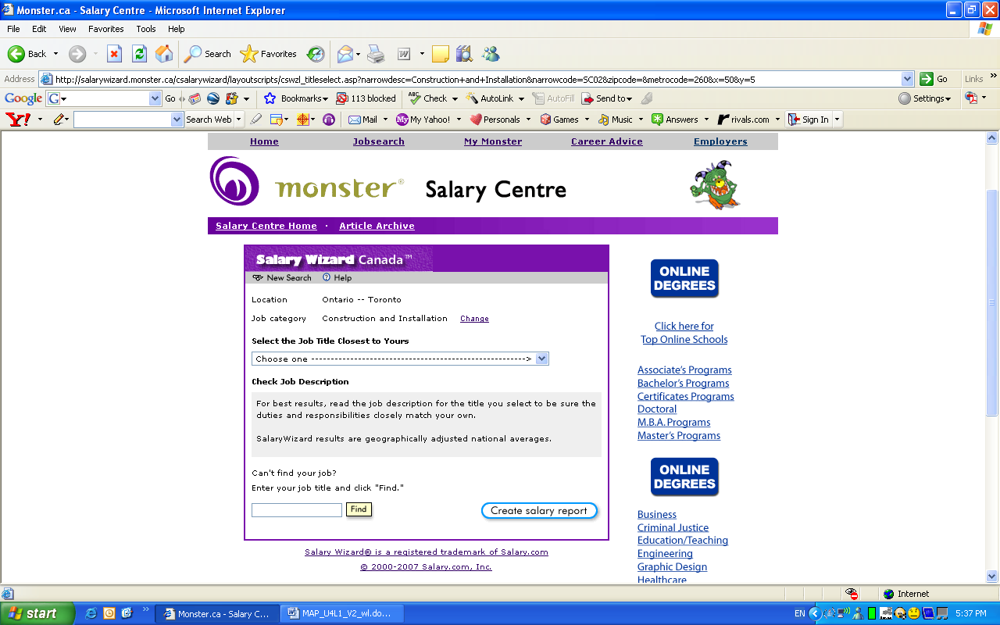 Monster.ca - Salary Centre - Microsoft Internet Explorer
File Edit View Favorites Tools Help
Back Search Favorites
Address http://salarywizard.monster.ca/csalarywizard/layoutscripts/cswzl_titleselect.asp?narrowdesc=Construction+and+Installation&narrowcode=SC02&zipcode=&metrocode=260&x=50&y=5 Go Links »
Google G Go Bookmarks 113 blocked Check AutoLink AutoFill Send to Settings
Y! Search Web Mail My Yahoo! Personals Games Music Answers rivals.com Sign In
Home Jobsearch My Monster Career Advice Employers
monster® Salary Centre
Salary Centre Home · Article Archive
Salary Wizard Canada™
New Search Help
Location Ontario -- Toronto
Job category Construction and Installation Change
Select the Job Title Closest to Yours
Choose one ------------------------------------------------------->
Check Job Description
For best results, read the job description for the title you select to be sure the
duties and responsibilities closely match your own.
SalaryWizard results are geographically adjusted national averages.
Can't find your job?
Enter your job title and click "Find."
Find Create salary report
Salary Wizard® is a registered trademark of Salary.com
© 2000-2007 Salary.com, Inc.
ONLINE
DEGREES
Click here for
Top Online Schools
Associate's Programs
Bachelor's Programs
Certificates Programs
Doctoral
M.B.A. Programs
Master's Programs
ONLINE
DEGREES
Business
Criminal Justice
Education/Teaching
Engineering
Graphic Design
Healthcare
Internet
start » Monster.ca - Salary C... MAP_U4L1_V2_wl.do... EN 5:37 PM